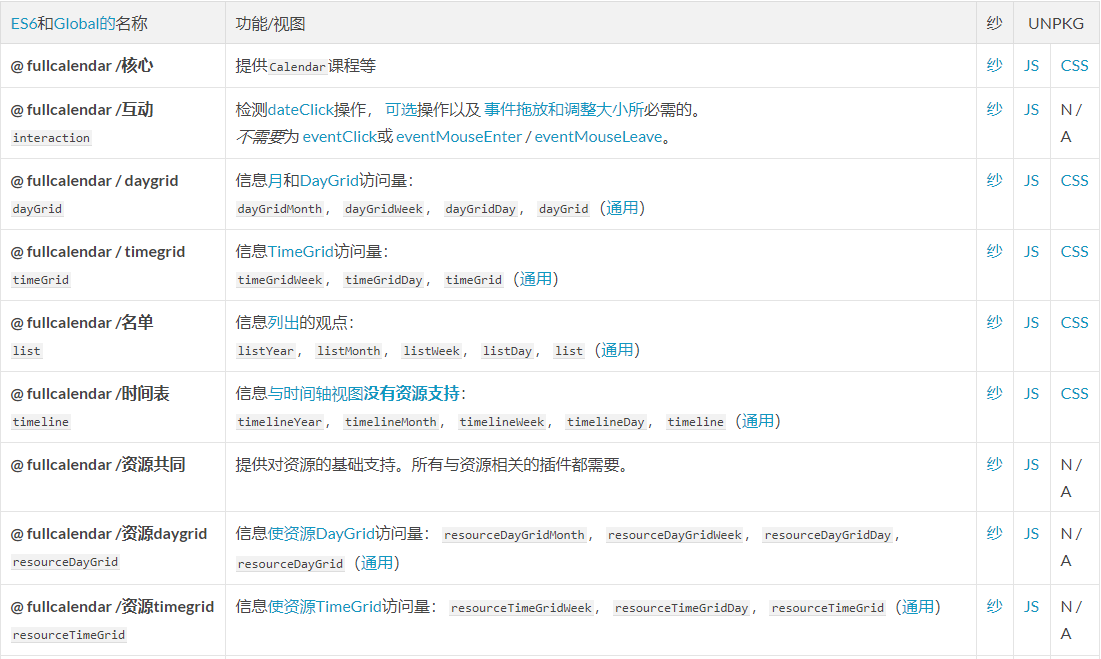 ES6和Global的名称 功能/视图 纱 UNPKG
@ fullcalendar /核心 提供Calendar课程等 纱 JS CSS
@ fullcalendar /互动 检测dateClick操作， 可选操作以及 事件拖放和调整大小所必需的。 纱 JS N /
interaction 不需要为 eventClick或 eventMouseEnter / eventMouseLeave。 A
@ fullcalendar / daygrid 信息月和DayGrid访问量： 纱 JS CSS
dayGrid dayGridMonth， dayGridWeek， dayGridDay， dayGrid （通用）
@ fullcalendar / timegrid 信息TimeGrid访问量： 纱 JS CSS
timeGrid timeGridWeek， timeGridDay， timeGrid （通用）
@ fullcalendar /名单 信息列出的观点： 纱 JS CSS
list listYear， listMonth， listWeek， listDay， list （通用）
@ fullcalendar /时间表 信息与时间轴视图没有资源支持： 纱 JS CSS
timeline timelineYear， timelineMonth， timelineWeek， timelineDay， timeline （通用）
@ fullcalendar /资源共同 提供对资源的基础支持。所有与资源相关的插件都需要。 纱 JS N /
A
@ fullcalendar /资源daygrid 信息使资源DayGrid访问量： resourceDayGridMonth， resourceDayGridWeek， resourceDayGridDay， 纱 JS N /
resourceDayGrid resourceDayGrid （通用） A
@ fullcalendar /资源timegrid 信息使资源TimeGrid访问量： resourceTimeGridWeek， resourceTimeGridDay， resourceTimeGrid （通用） 纱 JS N /
resourceTimeGrid A